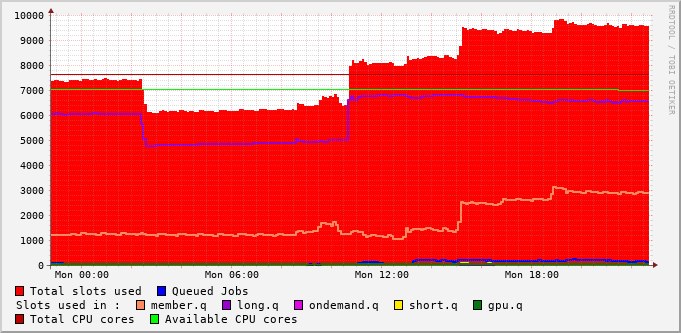 10000
9000
8000
7000
6000
5000
4000
3000
2000
1000
0
Mon 00:00 Mon 06:00 Mon 12:00 Mon 18:00
RRDTOOL / TOBI OETIKER
Total slots used Queued Jobs
Slots used in : member.q long.q ondemand.q short.q gpu.q
Total CPU cores Available CPU cores